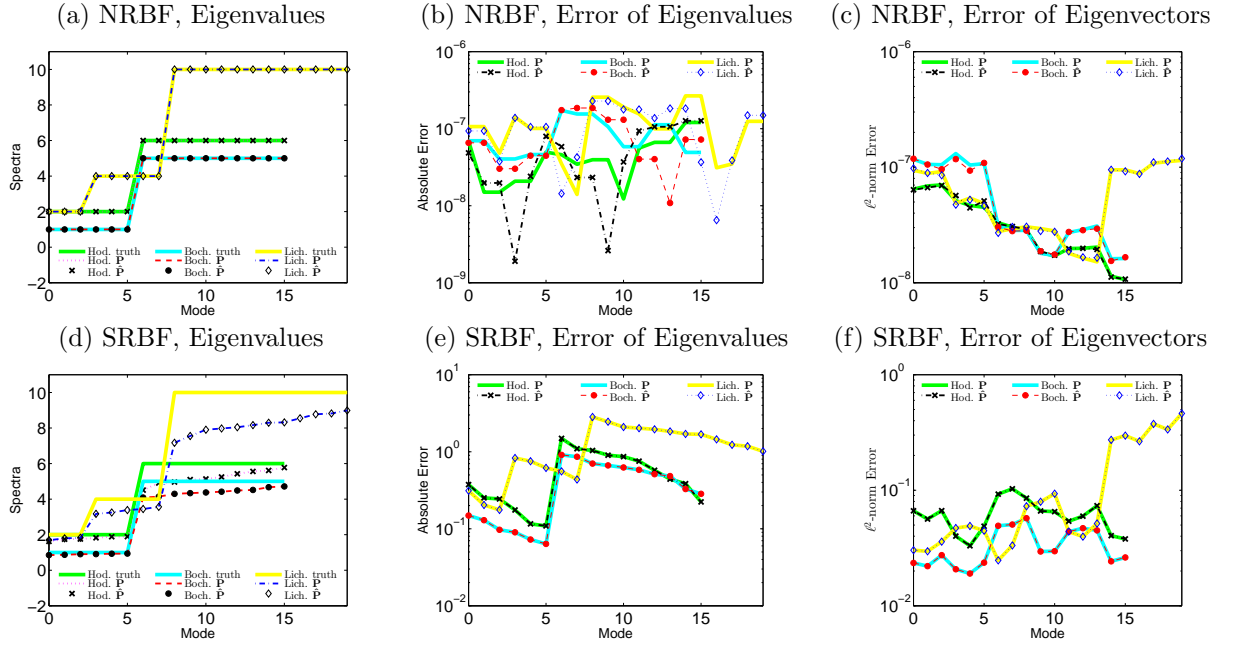 (a) NRBF, Eigenvalues
10
8
6
4
2
0
−2
0 5 10 15
Spectra
Mode
Hod. truth Boch. truth Lich. truth
Hod. P Boch. P Lich. P
Hod. P̂ Boch. P̂ Lich. P̂
(b) NRBF, Error of Eigenvalues
10^−6
10^−7
10^−8
10^−9
0 5 10 15
Absolute Error
Mode
Hod. P Boch. P Lich. P
Hod. P̂ Boch. P̂ Lich. P̂
(c) NRBF, Error of Eigenvectors
10^−6
10^−7
10^−8
0 5 10 15
ℓ²-norm Error
Mode
Hod. P Boch. P Lich. P
Hod. P̂ Boch. P̂ Lich. P̂
(d) SRBF, Eigenvalues
10
8
6
4
2
0
−2
0 5 10 15
Spectra
Mode
Hod. truth Boch. truth Lich. truth
Hod. P Boch. P Lich. P
Hod. P̂ Boch. P̂ Lich. P̂
(e) SRBF, Error of Eigenvalues
10^1
10^0
10^−1
10^−2
0 5 10 15
Absolute Error
Mode
Hod. P Boch. P Lich. P
Hod. P̂ Boch. P̂ Lich. P̂
(f) SRBF, Error of Eigenvectors
10^0
10^−1
10^−2
0 5 10 15
ℓ²-norm Error
Mode
Hod. P Boch. P Lich. P
Hod. P̂ Boch. P̂ Lich. P̂